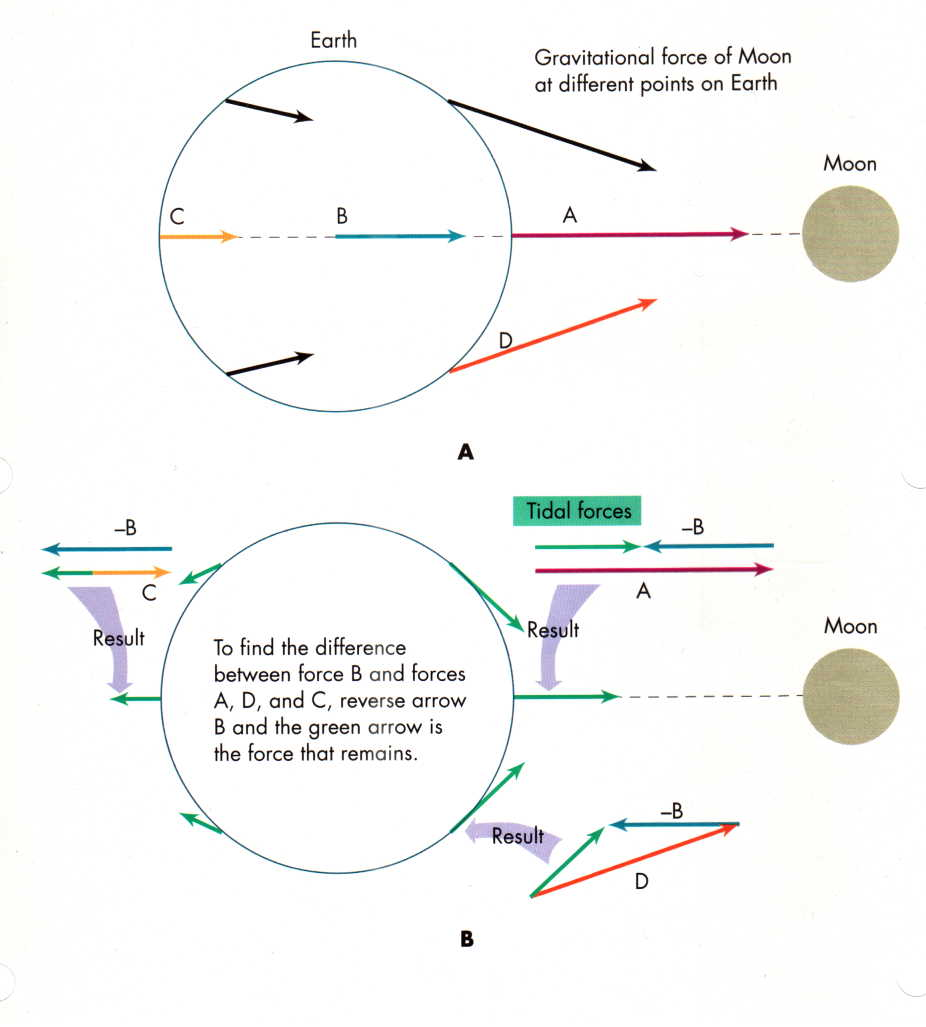 Earth
Gravitational force of Moon
at different points on Earth
Moon
C
B
A
D
A
Tidal forces
–B
–B
C
A
Result
Result
Moon
To find the difference
between force B and forces
A, D, and C, reverse arrow
B and the green arrow is
the force that remains.
–B
Result
D
B